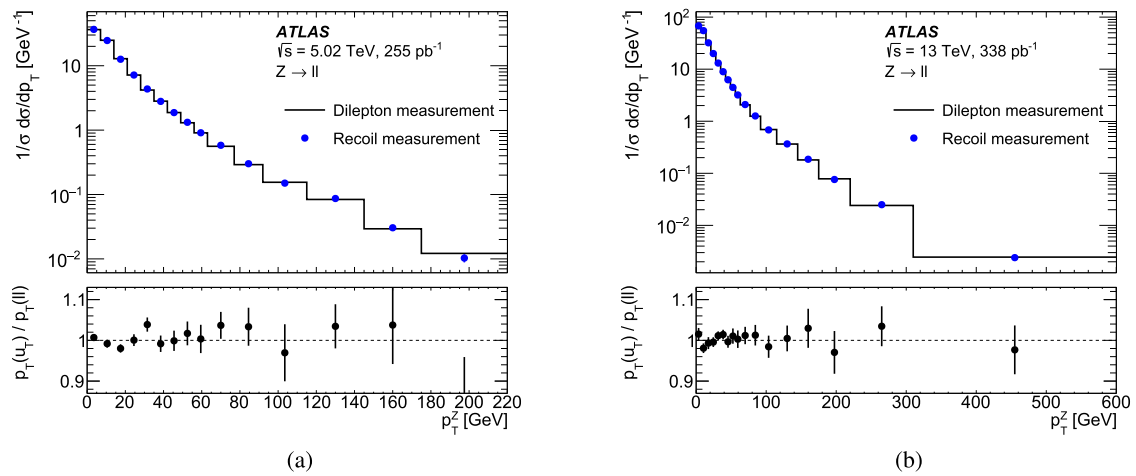 1/σ dσ/dp_T [GeV⁻¹]
10
1
10⁻¹
10⁻²
ATLAS
√s = 5.02 TeV, 255 pb⁻¹
Z → ll
Dilepton measurement
Recoil measurement
p_T(u_T) / p_T(ll)
1.1
1
0.9
0 20 40 60 80 100 120 140 160 180 200 220
p_T^Z [GeV]
(a)
1/σ dσ/dp_T [GeV⁻¹]
10²
10
1
10⁻¹
10⁻²
ATLAS
√s = 13 TeV, 338 pb⁻¹
Z → ll
Dilepton measurement
Recoil measurement
p_T(u_T) / p_T(ll)
1.1
1
0.9
0 100 200 300 400 500 600
p_T^Z [GeV]
(b)